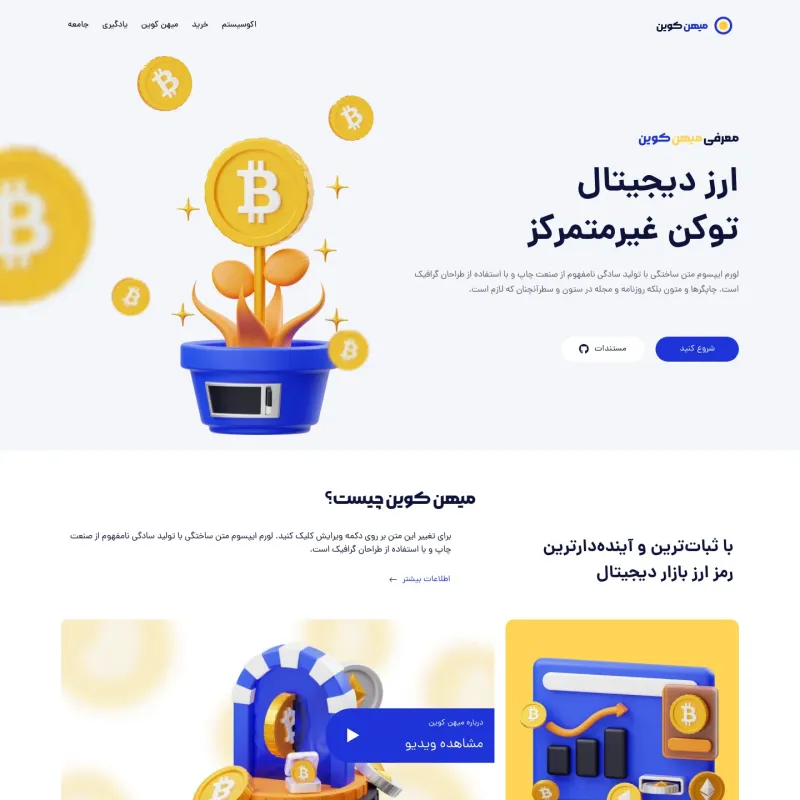 میهن کوین
اکوسیستم خرید میهن کوین یادگیری جامعه
معرفی میهن کوین
ارز دیجیتال
توکن غیرمتمرکز
لورم ایپسوم متن ساختگی با تولید سادگی نامفهوم از صنعت چاپ و با استفاده از طراحان گرافیک
است. چاپگرها و متون بلکه روزنامه و مجله در ستون و سطرآنچنان که لازم است.
شروع کنید
مستندات
میهن کوین چیست؟
با ثبات‌ترین و آینده‌دارترین
رمز ارز بازار دیجیتال
برای تغییر این متن بر روی دکمه ویرایش کلیک کنید. لورم ایپسوم متن ساختگی با تولید سادگی نامفهوم از صنعت
چاپ و با استفاده از طراحان گرافیک است.
اطلاعات بیشتر ←
درباره میهن کوین
مشاهده ویدیو